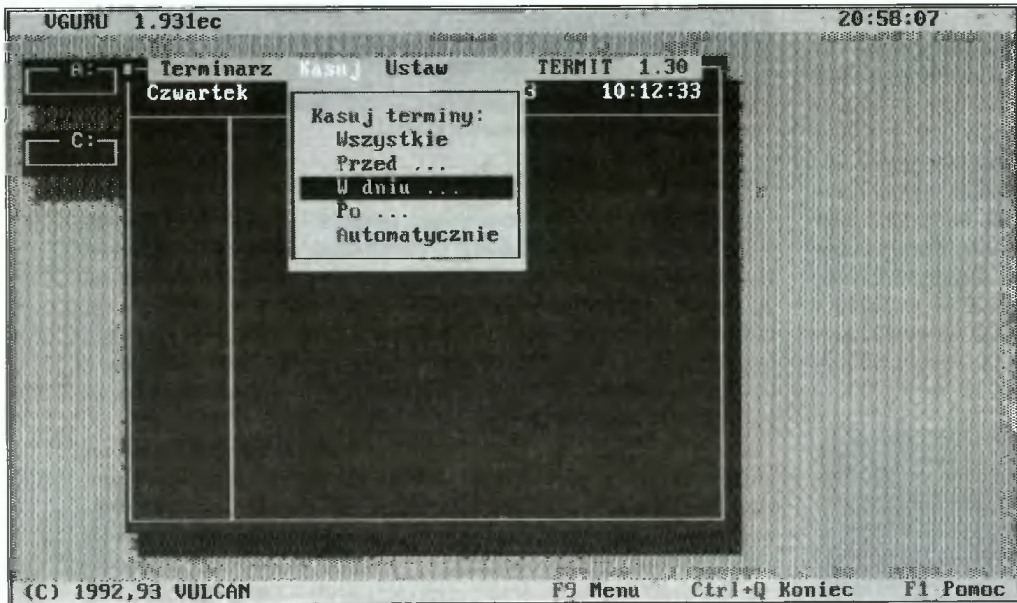 VGURU 1.931ec 20:58:07
A:
Terminarz Kasuj Ustaw TERMIT 1.30
Czwartek 3 10:12:33
C:
Kasuj terminy:
Wszystkie
Przed ...
W dniu ...
Po ...
Automatycznie
(C) 1992,93 VULCAN F9 Menu Ctrl+Q Koniec F1 Pomoc